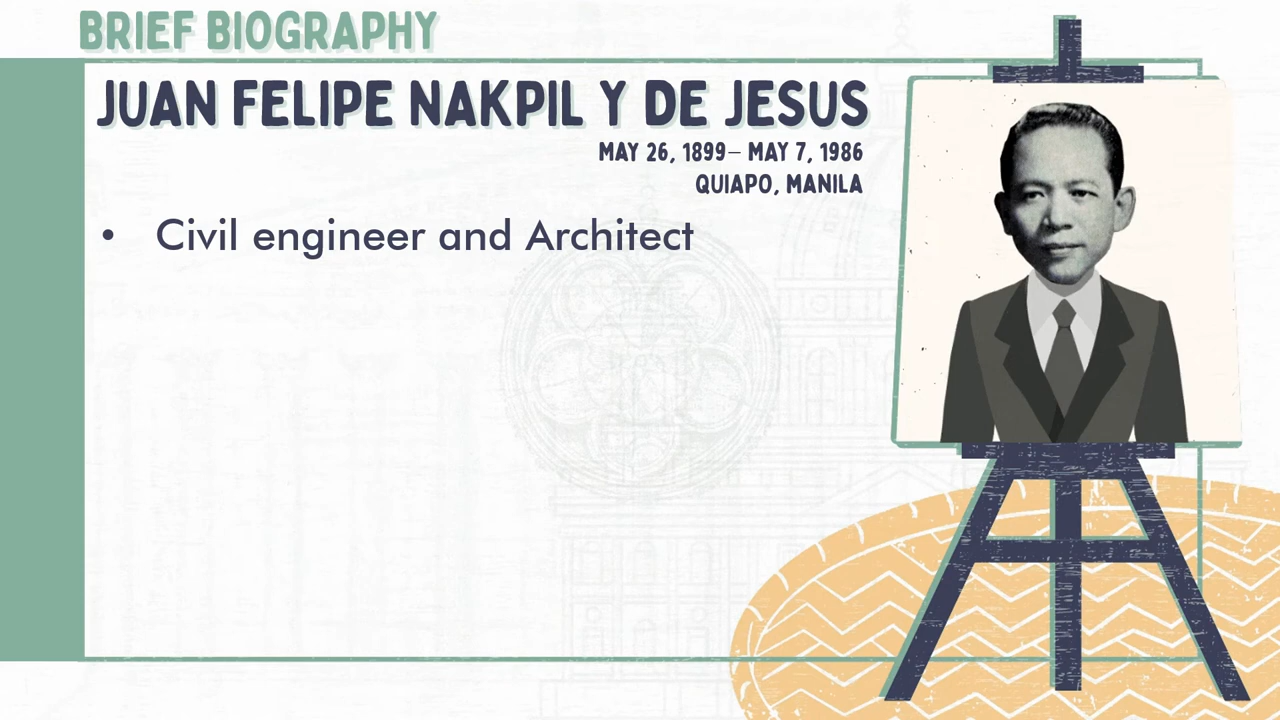 BRIEF BIOGRAPHY
JUAN FELIPE NAKPIL Y DE JESUS
MAY 26, 1899– MAY 7, 1986
QUIAPO, MANILA
• Civil engineer and Architect